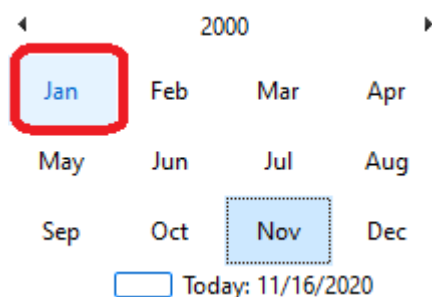 2000
Jan Feb Mar Apr
May Jun Jul Aug
Sep Oct Nov Dec
Today: 11/16/2020